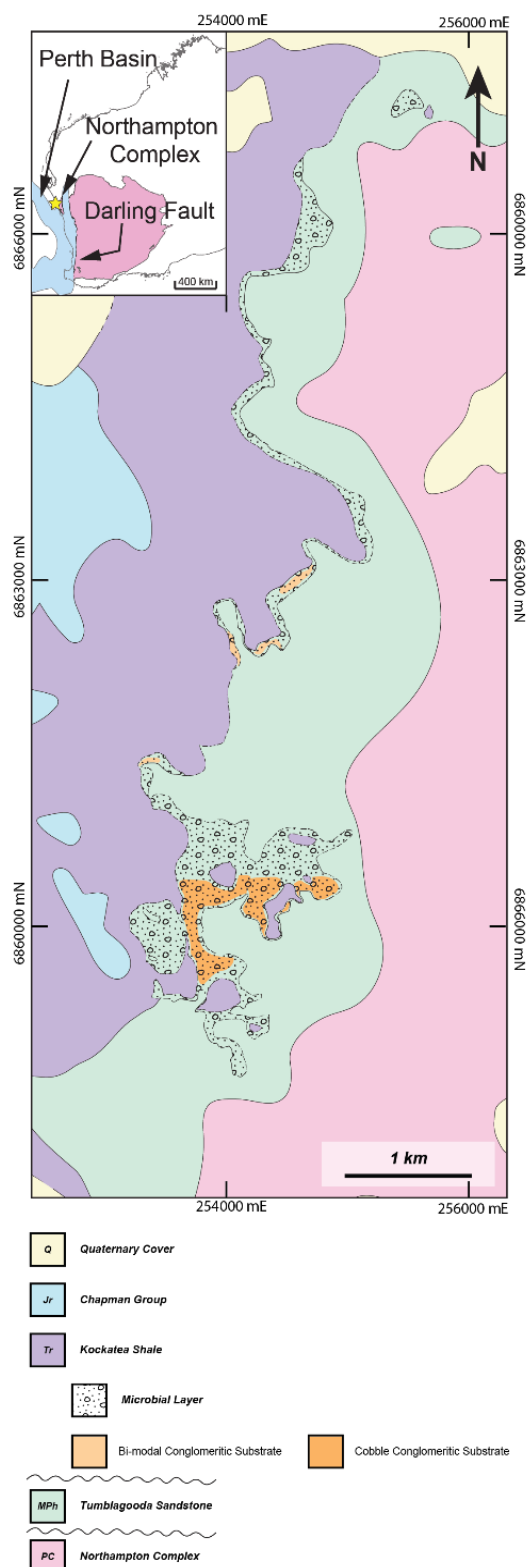 254000 mE
256000 mE
Perth Basin
Northampton
Complex
Darling Fault
400 km
N
6866000 mN
6860000 mN
6863000 mN
6863000 mN
6860000 mN
6866000 mN
1 km
254000 mE
256000 mE
Q Quaternary Cover
Jr Chapman Group
Tr Kockatea Shale
Microbial Layer
Bi-modal Conglomeritic Substrate Cobble Conglomeritic Substrate
MPh Tumblagooda Sandstone
PC Northampton Complex